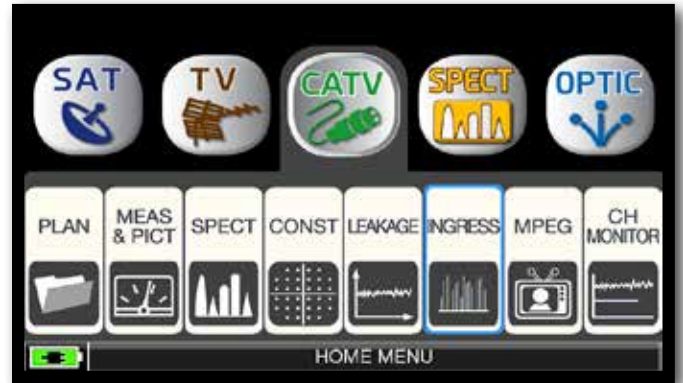 SAT TV CATV SPECT OPTIC
PLAN MEAS & PICT SPECT CONST LEAKAGE INGRESS MPEG CH MONITOR
HOME MENU